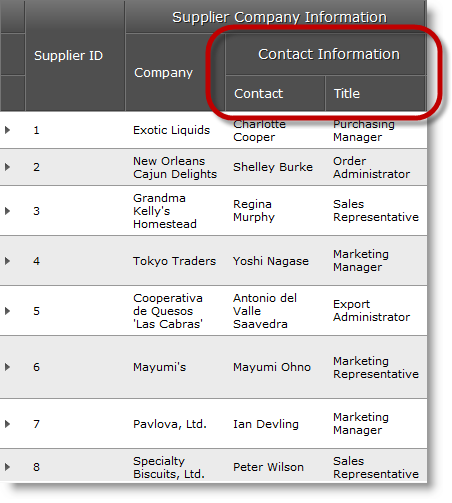 Supplier Company Information
Supplier ID
Contact Information
Company
Contact
Title
1
Exotic Liquids
Charlotte
Cooper
Purchasing
Manager
2
New Orleans
Cajun Delights
Shelley Burke
Order
Administrator
3
Grandma
Kelly's
Homestead
Regina
Murphy
Sales
Representative
4
Tokyo Traders
Yoshi Nagase
Marketing
Manager
5
Cooperativa
de Quesos
'Las Cabras'
Antonio del
Valle
Saavedra
Export
Administrator
6
Mayumi's
Mayumi Ohno
Marketing
Representative
7
Pavlova, Ltd.
Ian Devling
Marketing
Manager
8
Specialty
Biscuits, Ltd.
Peter Wilson
Sales
Representative